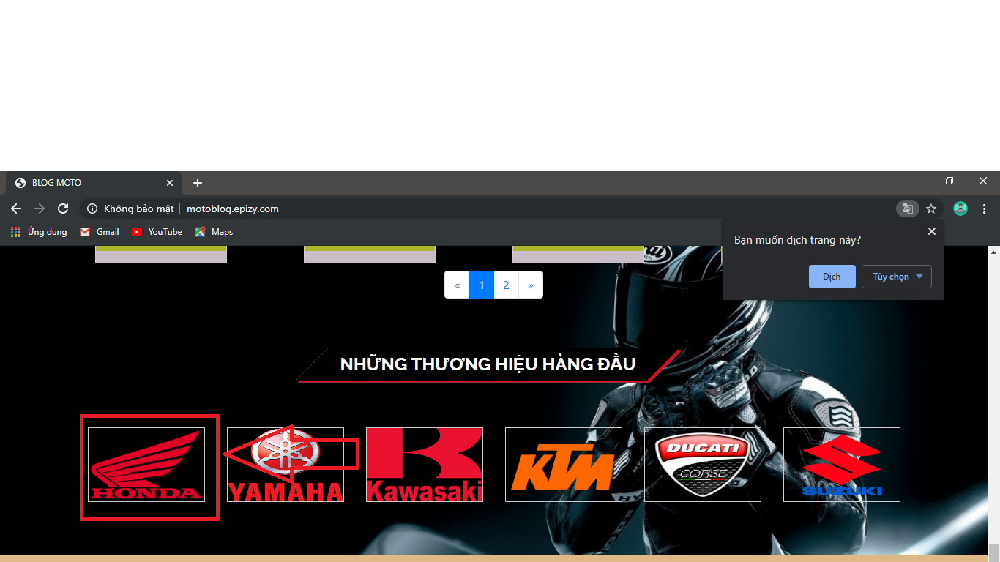 BLOG MOTO
Không bảo mật motoblog.epizy.com
Ứng dụng Gmail YouTube Maps
Bạn muốn dịch trang này?
Dịch Tùy chọn
« 1 2 »
NHỮNG THƯƠNG HIỆU HÀNG ĐẦU
HONDA
YAMAHA
Kawasaki
KTM
DUCATI
CORSE
SUZUKI